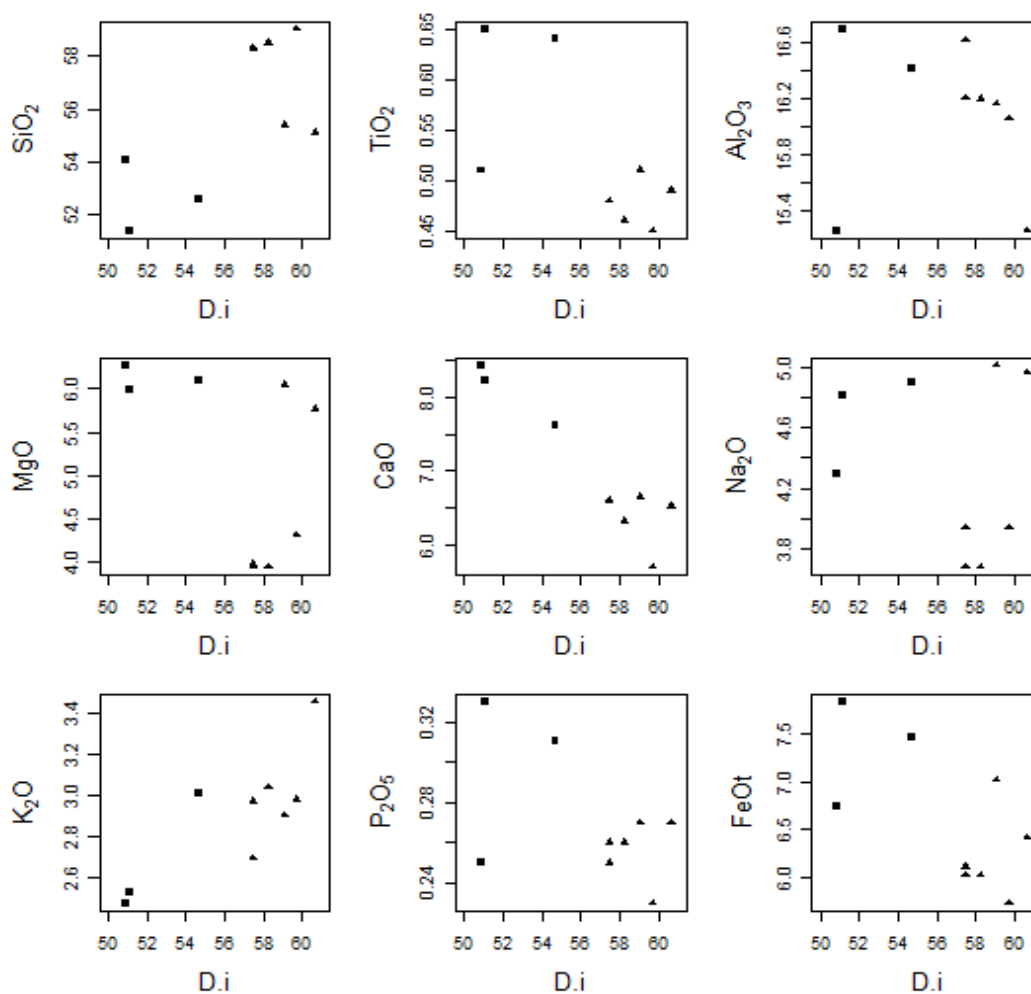 SiO2
52 54 56 58
50 52 54 56 58 60
D.i
TiO2
0.45 0.50 0.55 0.60 0.65
50 52 54 56 58 60
D.i
Al2O3
15.4 15.8 16.2 16.6
50 52 54 56 58 60
D.i
MgO
4.0 4.5 5.0 5.5 6.0
50 52 54 56 58 60
D.i
CaO
6.0 7.0 8.0
50 52 54 56 58 60
D.i
Na2O
3.8 4.2 4.6 5.0
50 52 54 56 58 60
D.i
K2O
2.6 2.8 3.0 3.2 3.4
50 52 54 56 58 60
D.i
P2O5
0.24 0.28 0.32
50 52 54 56 58 60
D.i
FeOt
6.0 6.5 7.0 7.5
50 52 54 56 58 60
D.i